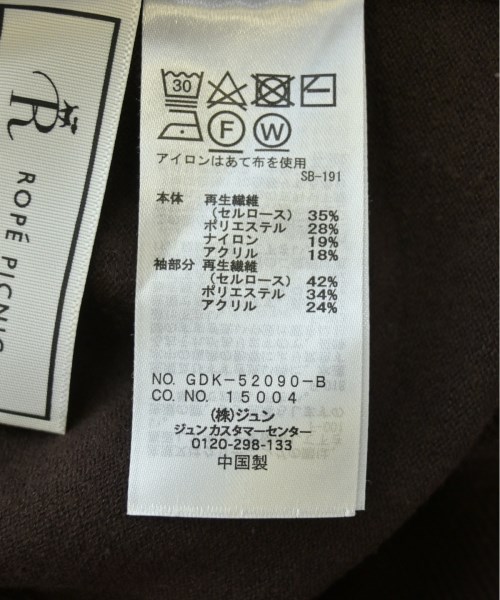 R
ROPÉ PICNIC
30
F W
アイロンはあて布を使用
SB-191
本体 再生繊維
(セルロース) 35%
ポリエステル 28%
ナイロン 19%
アクリル 18%
袖部分 再生繊維
(セルロース) 42%
ポリエステル 34%
アクリル 24%
NO. GDK-52090-B
CO. NO. 15004
(株)ジュン
ジュン カスタマーセンター
0120-298-133
中国製